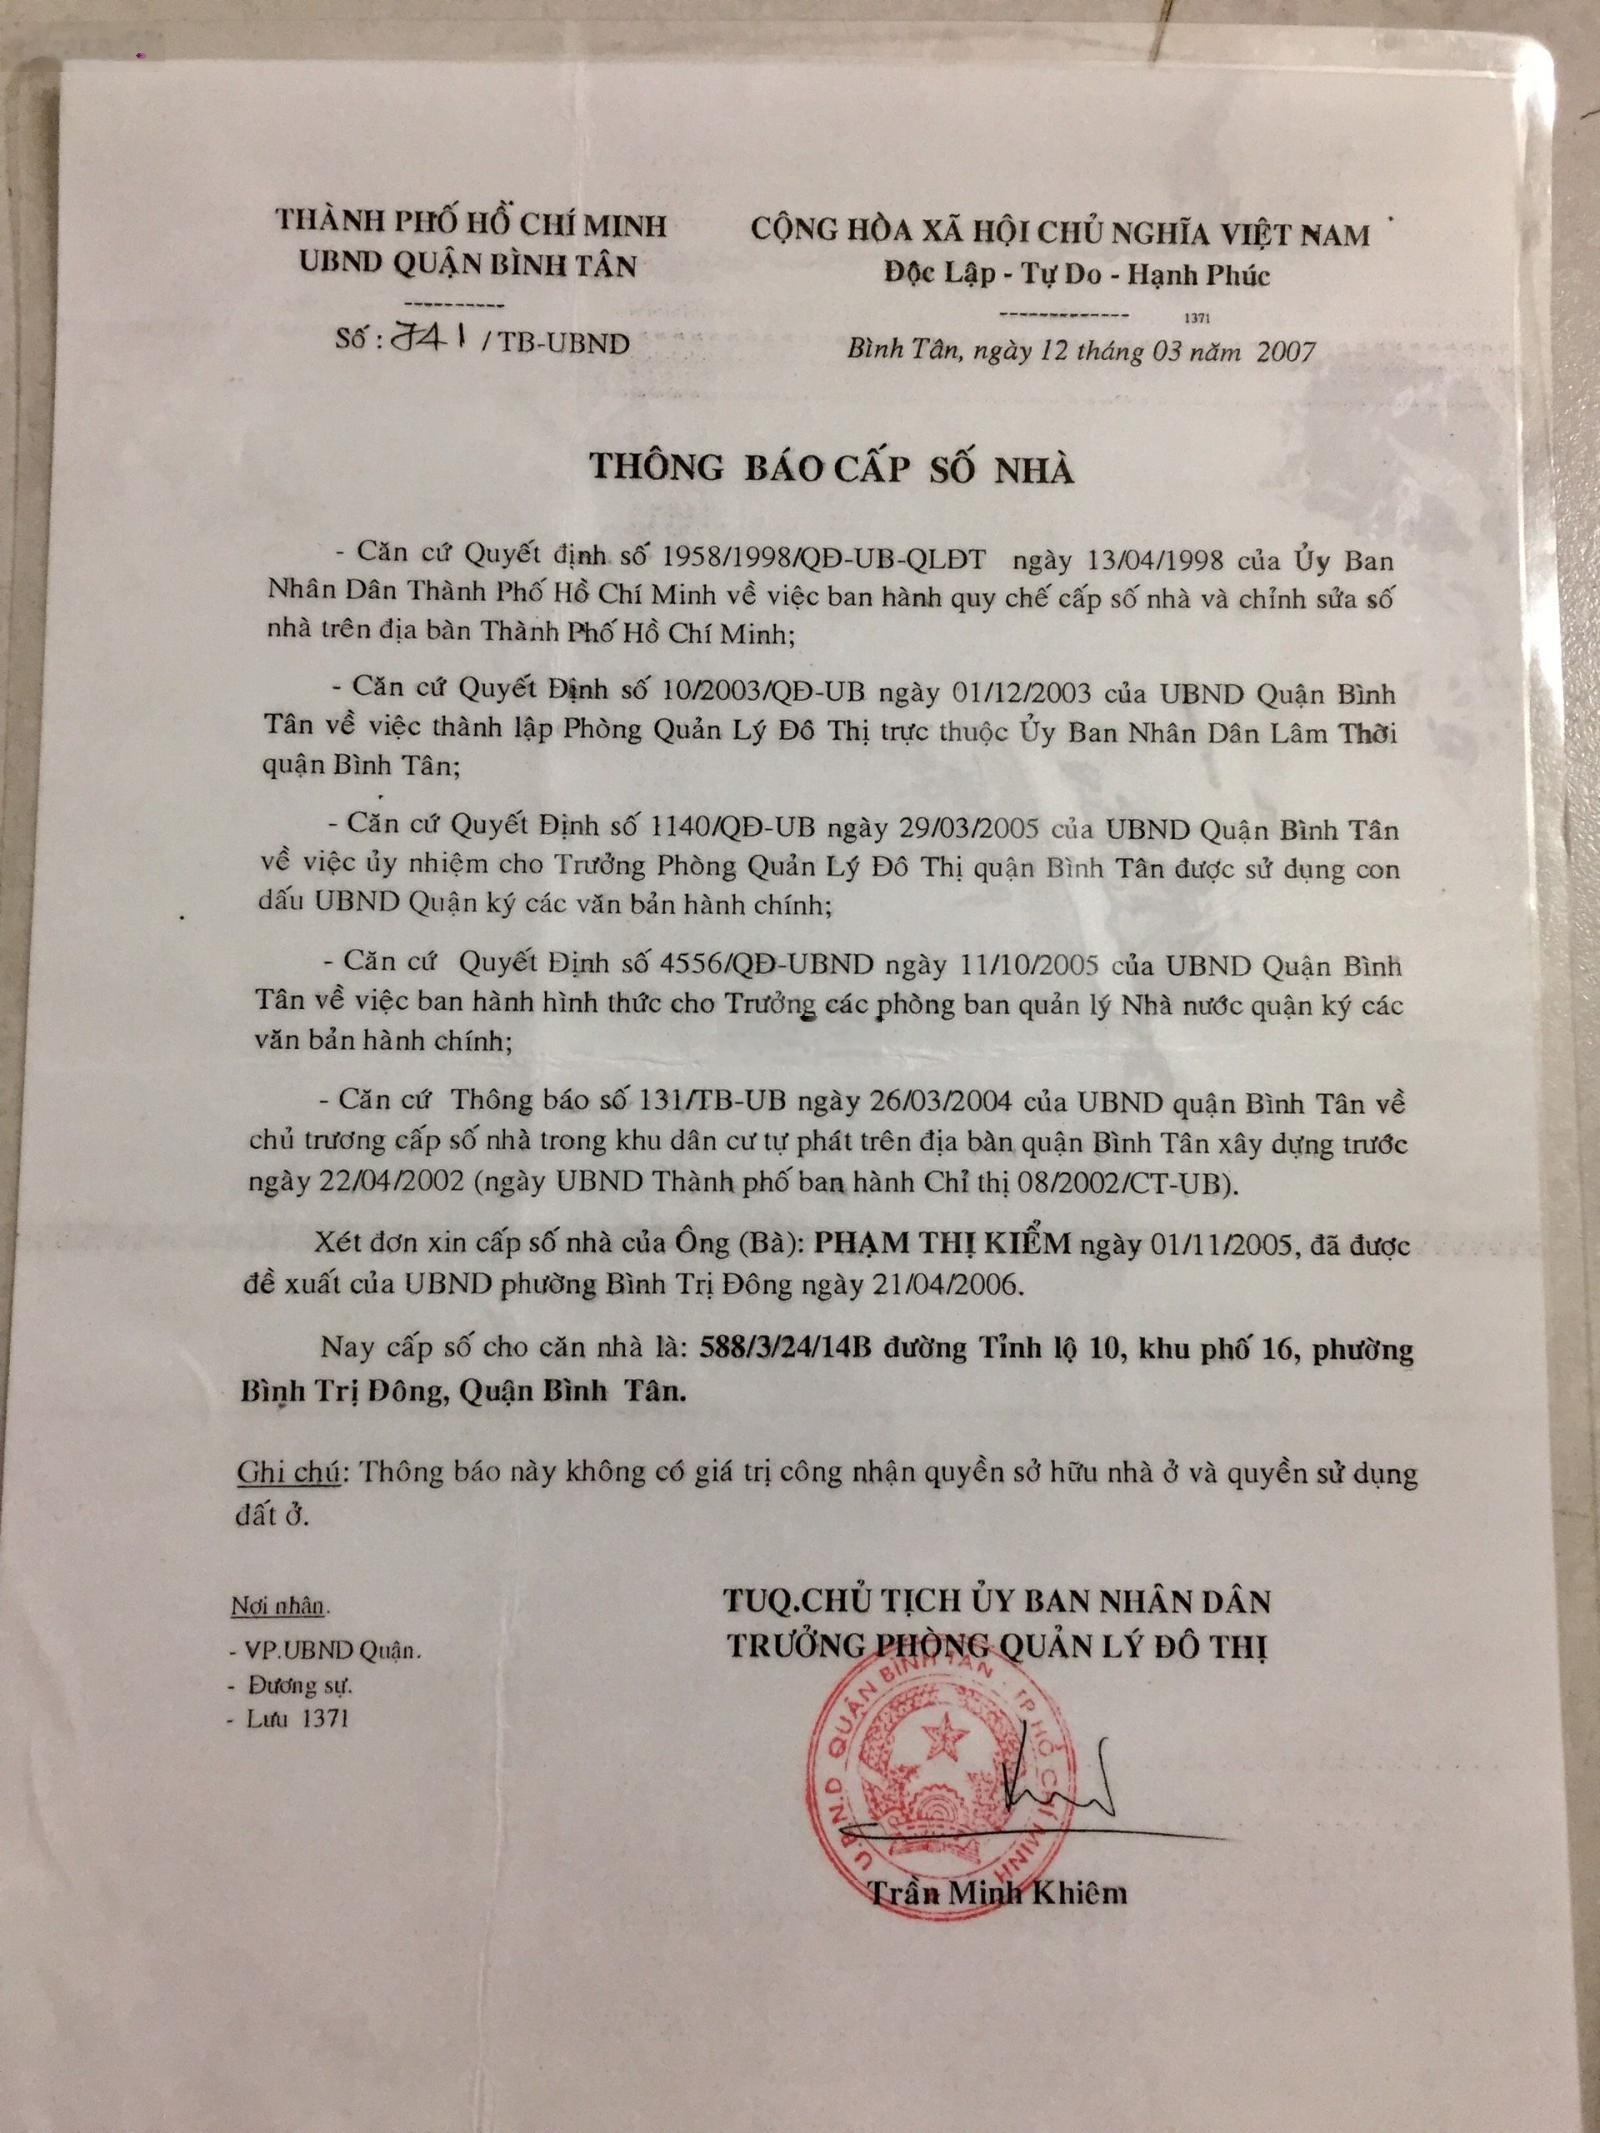 THÀNH PHỐ HỒ CHÍ MINH
UBND QUẬN BÌNH TÂN
----------
Số : 741 / TB-UBND
CỘNG HÒA XÃ HỘI CHỦ NGHĨA VIỆT NAM
Độc Lập - Tự Do - Hạnh Phúc
-------------
1371
Bình Tân, ngày 12 tháng 03 năm 2007
THÔNG BÁO CẤP SỐ NHÀ
- Căn cứ Quyết định số 1958/1998/QĐ-UB-QLĐT ngày 13/04/1998 của Ủy Ban
Nhân Dân Thành Phố Hồ Chí Minh về việc ban hành quy chế cấp số nhà và chỉnh sửa số
nhà trên địa bàn Thành Phố Hồ Chí Minh;
- Căn cứ Quyết Định số 10/2003/QĐ-UB ngày 01/12/2003 của UBND Quận Bình
Tân về việc thành lập Phòng Quản Lý Đô Thị trực thuộc Ủy Ban Nhân Dân Lâm Thời
quận Bình Tân;
- Căn cứ Quyết Định số 1140/QĐ-UB ngày 29/03/2005 của UBND Quận Bình Tân
về việc ủy nhiệm cho Trưởng Phòng Quản Lý Đô Thị quận Bình Tân được sử dụng con
dấu UBND Quận ký các văn bản hành chính;
- Căn cứ Quyết Định số 4556/QĐ-UBND ngày 11/10/2005 của UBND Quận Bình
Tân về việc ban hành hình thức cho Trưởng các phòng ban quản lý Nhà nước quận ký các
văn bản hành chính;
- Căn cứ Thông báo số 131/TB-UB ngày 26/03/2004 của UBND quận Bình Tân về
chủ trương cấp số nhà trong khu dân cư tự phát trên địa bàn quận Bình Tân xây dựng trước
ngày 22/04/2002 (ngày UBND Thành phố ban hành Chỉ thị 08/2002/CT-UB).
Xét đơn xin cấp số nhà của Ông (Bà): PHẠM THỊ KIỂM ngày 01/11/2005, đã được
đề xuất của UBND phường Bình Trị Đông ngày 21/04/2006.
Nay cấp số cho căn nhà là: 588/3/24/14B đường Tỉnh lộ 10, khu phố 16, phường
Bình Trị Đông, Quận Bình Tân.
Ghi chú: Thông báo này không có giá trị công nhận quyền sở hữu nhà ở và quyền sử dụng
đất ở.
Nơi nhân.
- VP.UBND Quận.
- Đương sự.
- Lưu 1371
TUQ.CHỦ TỊCH ỦY BAN NHÂN DÂN
TRƯỞNG PHÒNG QUẢN LÝ ĐÔ THỊ
U.B.N.D QUẬN BÌNH TÂN TP HỒ CHÍ MINH
Trần Minh Khiêm